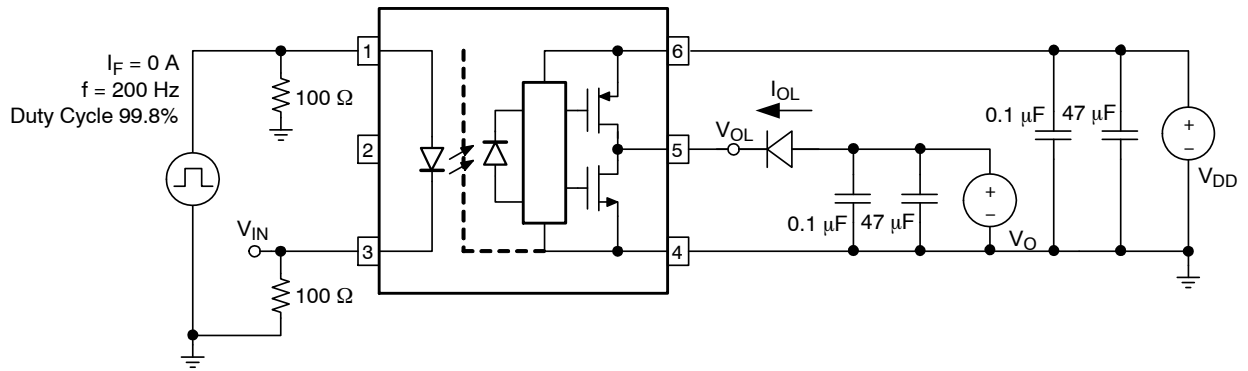 I_F = 0 A
f = 200 Hz
Duty Cycle 99.8%
100 Ω
V_IN
100 Ω
1
2
3
6
5
4
I_OL
V_OL
0.1 μF
47 μF
V_O
+
−
0.1 μF
47 μF
+
−
V_DD